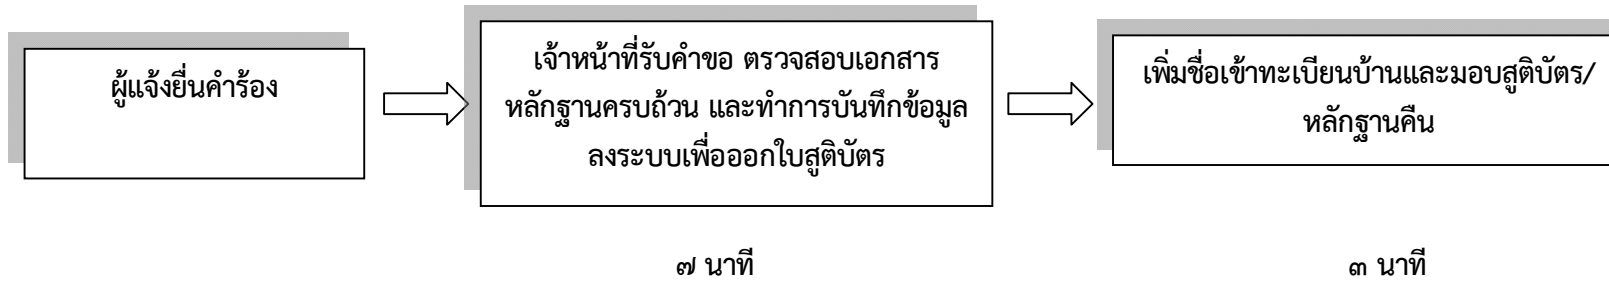 ผู้แจ้งยื่นคำร้อง
เจ้าหน้าที่รับคำขอ ตรวจสอบเอกสาร
หลักฐานครบถ้วน และทำการบันทึกข้อมูล
ลงระบบเพื่อออกใบสูติบัตร
เพิ่มชื่อเข้าทะเบียนบ้านและมอบสูติบัตร/
หลักฐานคืน
๗ นาที
๓ นาที